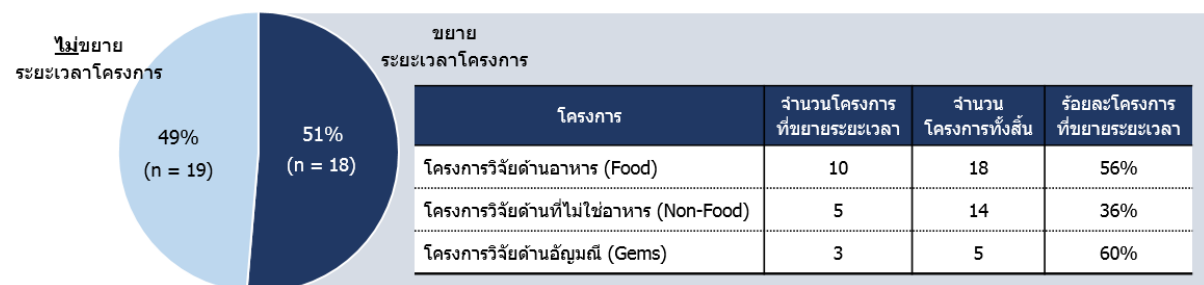 ไม่ขยาย
ระยะเวลาโครงการ
49%
(n = 19)
51%
(n = 18)
ขยาย
ระยะเวลาโครงการ
โครงการ
จำนวนโครงการ
ที่ขยายระยะเวลา
จำนวน
โครงการทั้งสิ้น
ร้อยละโครงการ
ที่ขยายระยะเวลา
โครงการวิจัยด้านอาหาร (Food) 10 18 56%
โครงการวิจัยด้านที่ไม่ใช่อาหาร (Non-Food) 5 14 36%
โครงการวิจัยด้านอัญมณี (Gems) 3 5 60%